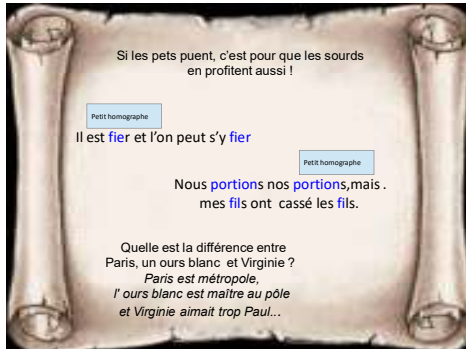 Si les pets puent, c'est pour que les sourds
en profitent aussi !
Petit homographe
Il est fier et l'on peut s'y fier
Petit homographe
Nous portions nos portions,mais .
mes fils ont cassé les fils.
Quelle est la différence entre
Paris, un ours blanc et Virginie ?
Paris est métropole,
l' ours blanc est maître au pôle
et Virginie aimait trop Paul...